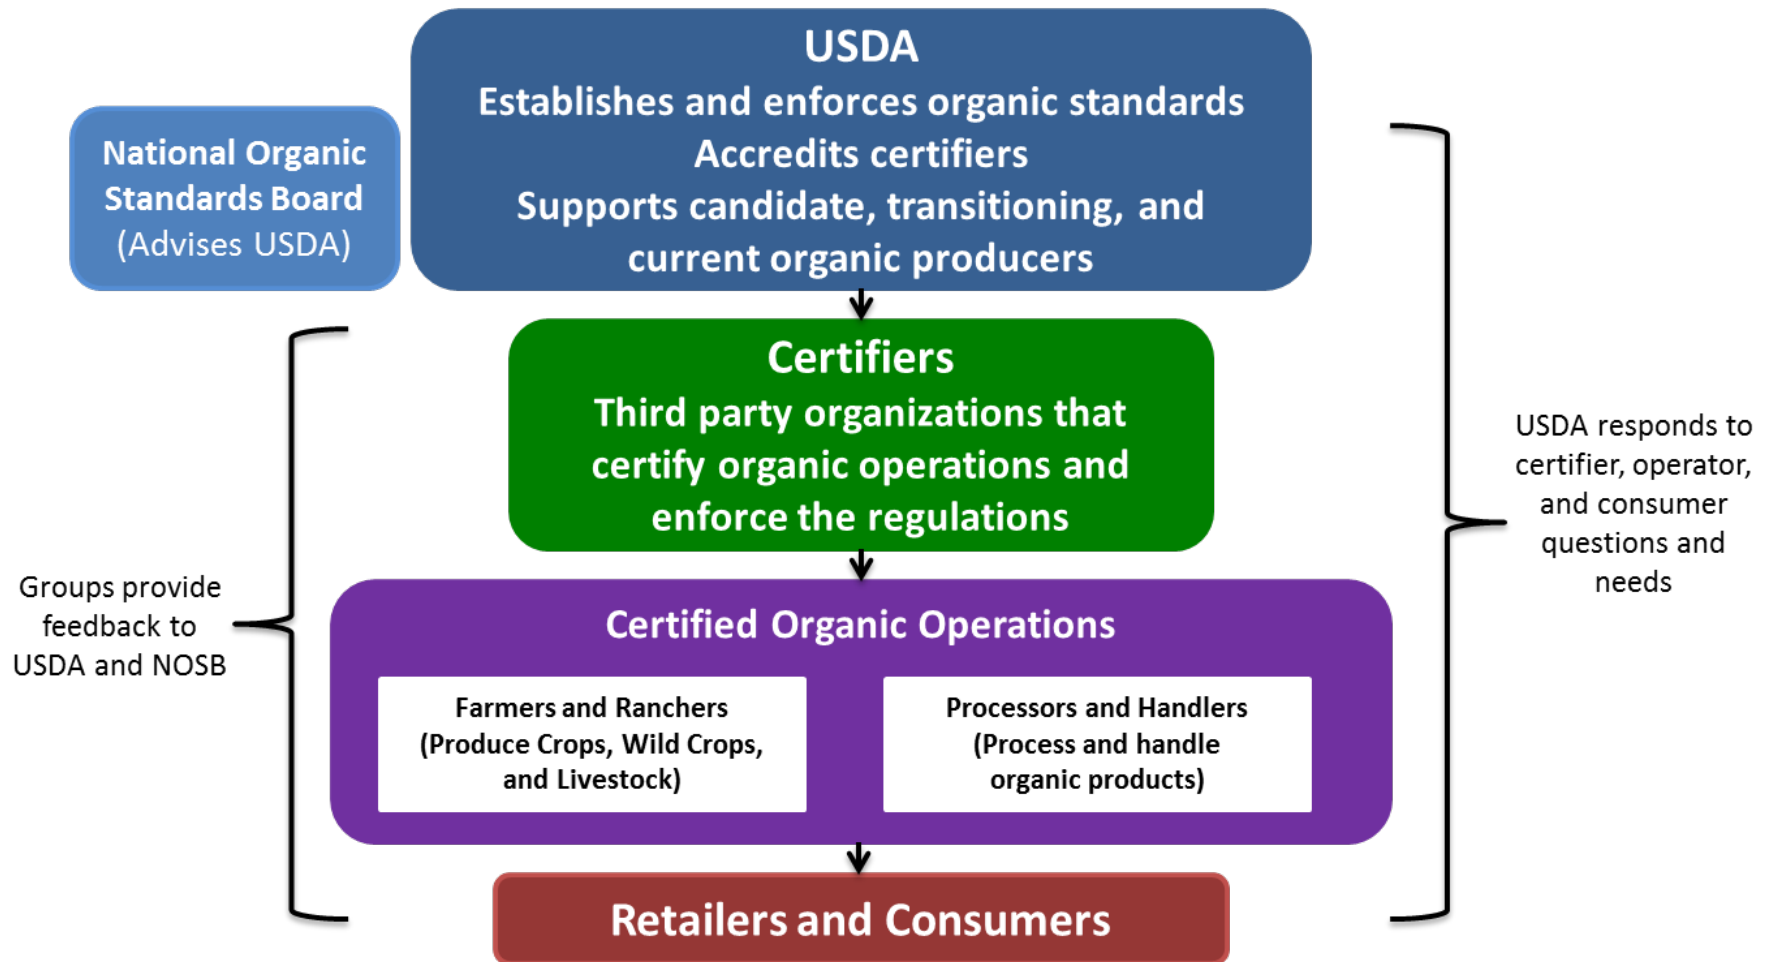 USDA
Establishes and enforces organic standards
Accredits certifiers
Supports candidate, transitioning, and
current organic producers
National Organic
Standards Board
(Advises USDA)
Certifiers
Third party organizations that
certify organic operations and
enforce the regulations
USDA responds to
certifier, operator,
and consumer
questions and
needs
Groups provide
feedback to
USDA and NOSB
Certified Organic Operations
Farmers and Ranchers
(Produce Crops, Wild Crops,
and Livestock)
Processors and Handlers
(Process and handle
organic products)
Retailers and Consumers